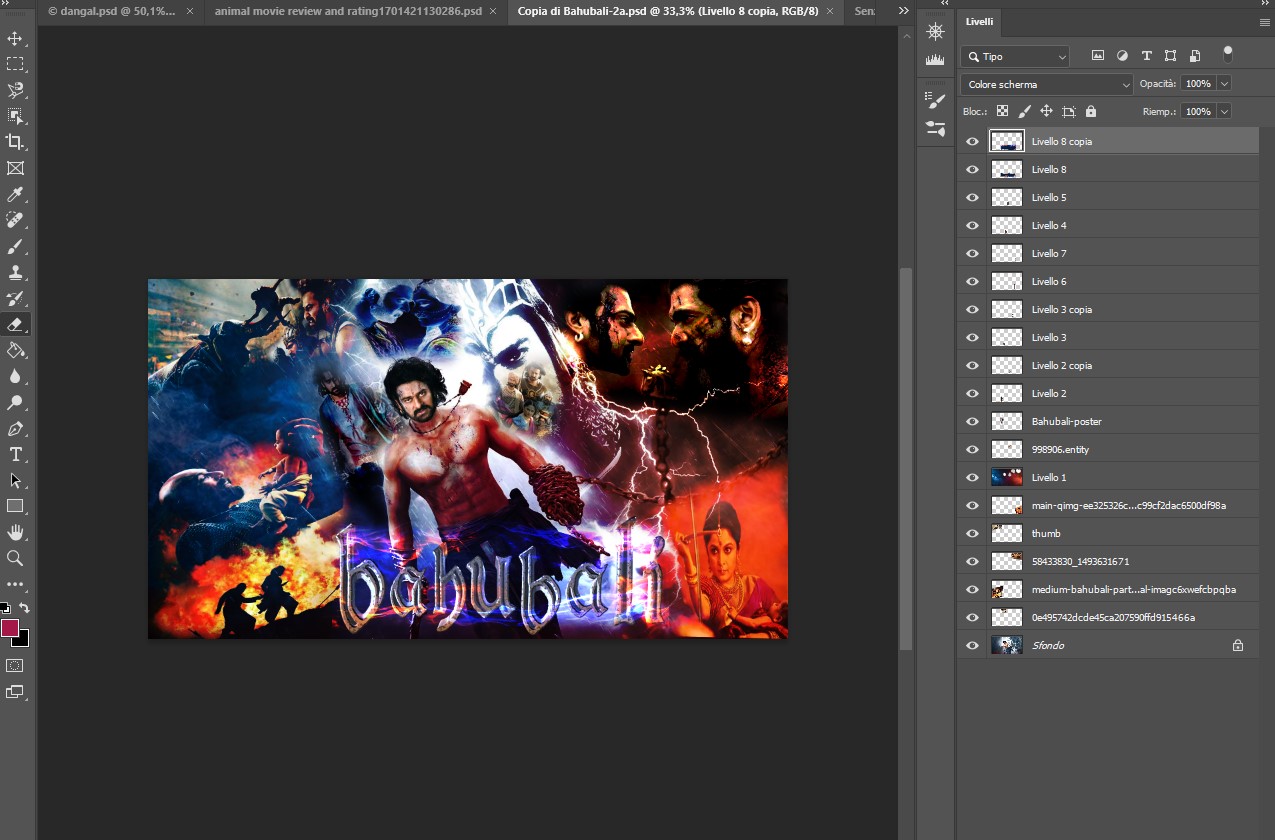 © dangal.psd @ 50,1%... ×
animal movie review and rating1701421130286.psd ×
Copia di Bahubali-2a.psd @ 33,3% (Livello 8 copia, RGB/8) ×
Livelli
Tipo
Colore scherma
Opacità: 100%
Bloc.:
Riemp.: 100%
Livello 8 copia
Livello 8
Livello 5
Livello 4
Livello 7
Livello 6
Livello 3 copia
Livello 3
Livello 2 copia
Livello 2
Bahubali-poster
998906.entity
Livello 1
main-qimg-ee325326c...c99cf2dac6500df98a
thumb
58433830_1493631671
medium-bahubali-part...al-imagc6xwefcbpqba
0e495742dcde45ca207590ffd915466a
Sfondo
bahubali